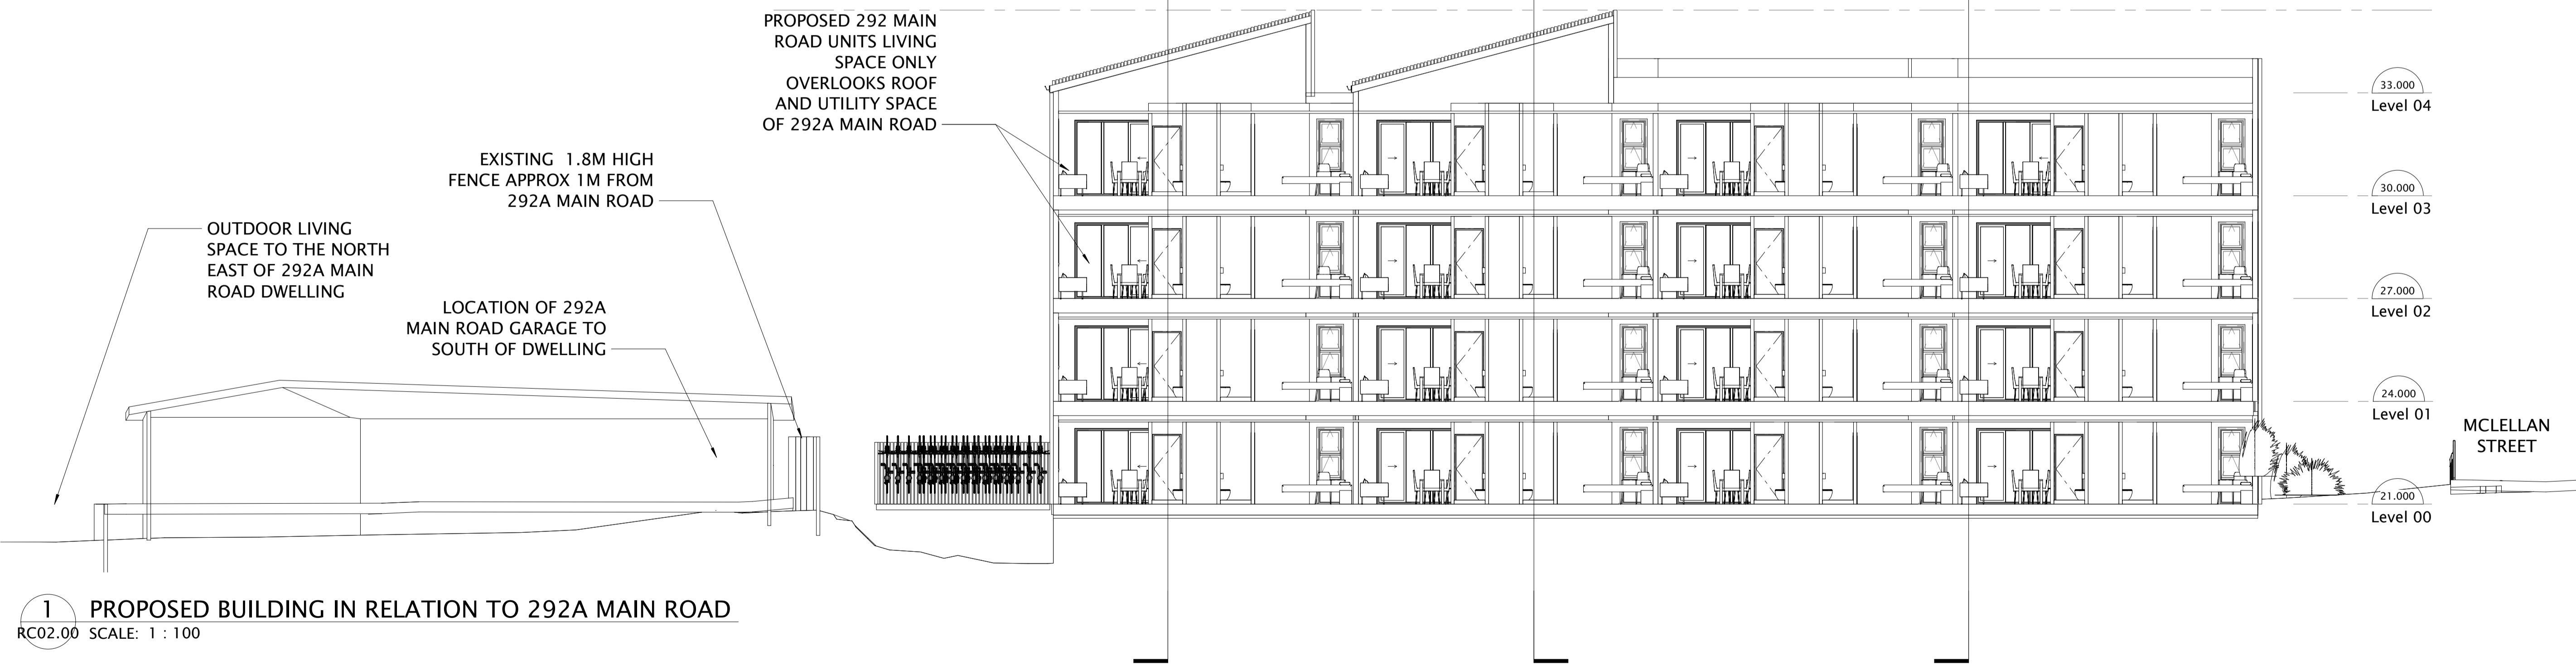 PROPOSED 292 MAIN
ROAD UNITS LIVING
SPACE ONLY
OVERLOOKS ROOF
AND UTILITY SPACE
OF 292A MAIN ROAD
EXISTING 1.8M HIGH
FENCE APPROX 1M FROM
292A MAIN ROAD
OUTDOOR LIVING
SPACE TO THE NORTH
EAST OF 292A MAIN
ROAD DWELLING
LOCATION OF 292A
MAIN ROAD GARAGE TO
SOUTH OF DWELLING
33.000
Level 04
30.000
Level 03
27.000
Level 02
24.000
Level 01
MCLELLAN
STREET
21.000
Level 00
1
PROPOSED BUILDING IN RELATION TO 292A MAIN ROAD
RC02.00
SCALE: 1 : 100